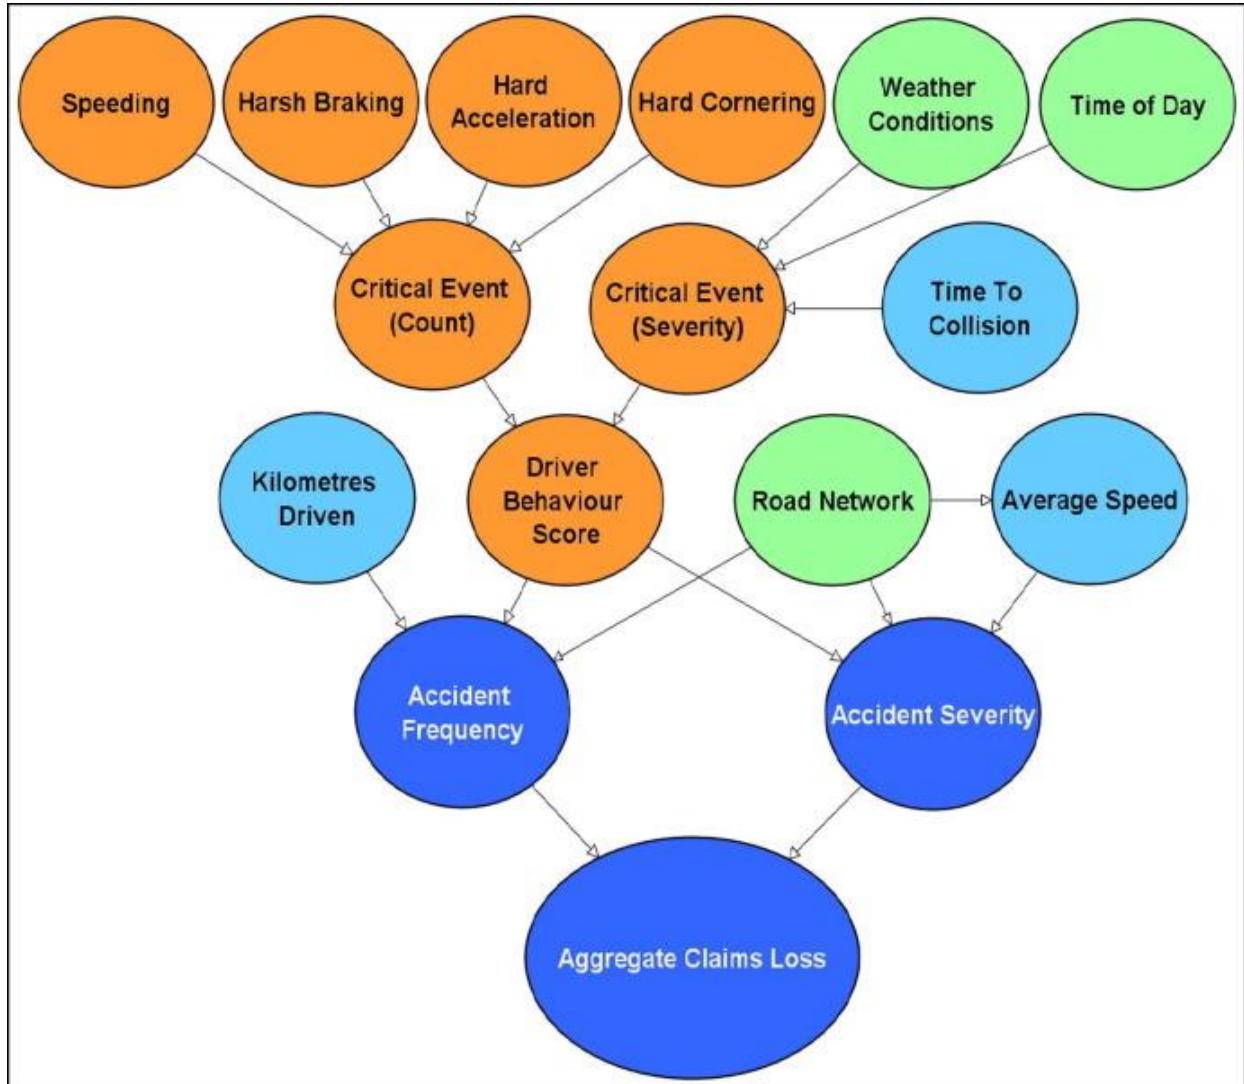 Speeding
Harsh Braking
Hard
Acceleration
Hard Cornering
Weather
Conditions
Time of Day
Critical Event
(Count)
Critical Event
(Severity)
Time To
Collision
Kilometres
Driven
Driver
Behaviour
Score
Road Network
Average Speed
Accident
Frequency
Accident Severity
Aggregate Claims Loss